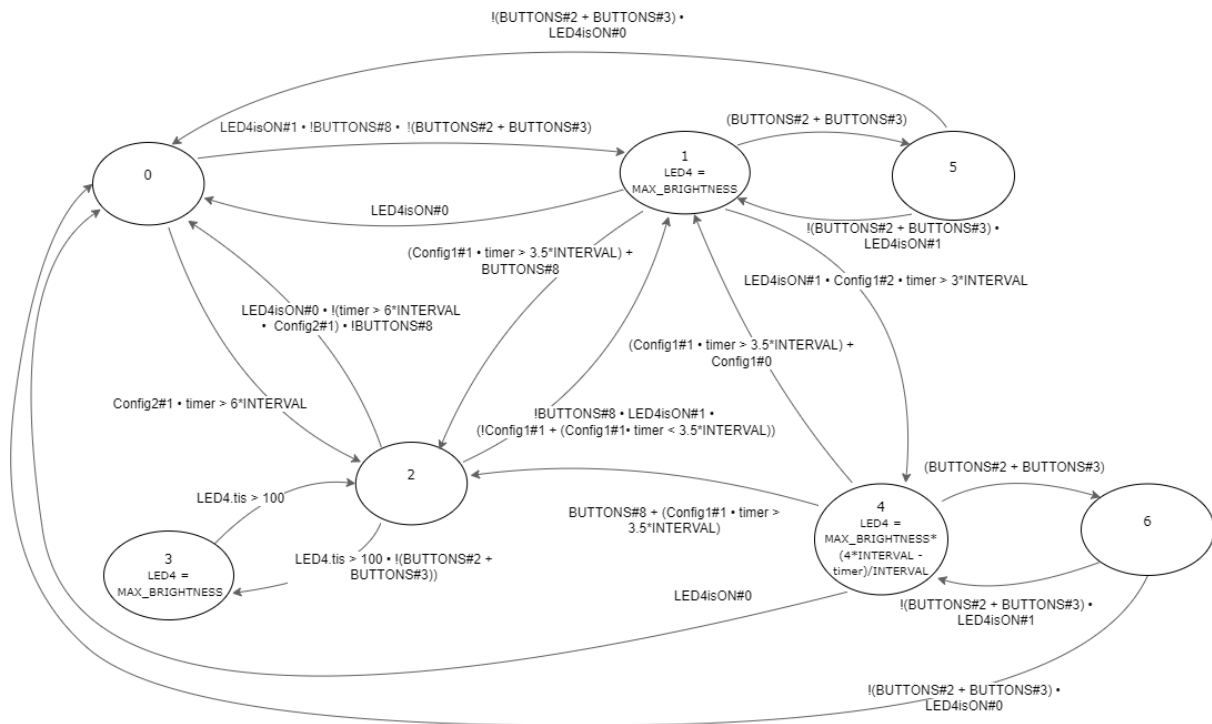 !(BUTTONS#2 + BUTTONS#3) •
LED4isON#0
LED4isON#1 • !BUTTONS#8 • !(BUTTONS#2 + BUTTONS#3)
(BUTTONS#2 + BUTTONS#3)
0
1
LED4 =
MAX_BRIGHTNESS
5
LED4isON#0
!(BUTTONS#2 + BUTTONS#3) •
LED4isON#1
(Config1#1 • timer > 3.5*INTERVAL) +
BUTTONS#8
LED4isON#1 • Config1#2 • timer > 3*INTERVAL
LED4isON#0 • !(timer > 6*INTERVAL
• Config2#1) • !BUTTONS#8
(Config1#1 • timer > 3.5*INTERVAL) +
Config1#0
Config2#1 • timer > 6*INTERVAL
!BUTTONS#8 • LED4isON#1 •
(!Config1#1 + (Config1#1• timer < 3.5*INTERVAL))
2
(BUTTONS#2 + BUTTONS#3)
LED4.tis > 100
BUTTONS#8 + (Config1#1 • timer >
3.5*INTERVAL)
4
LED4 =
MAX_BRIGHTNESS*
(4*INTERVAL -
timer)/INTERVAL
6
3
LED4 =
MAX_BRIGHTNESS
LED4.tis > 100 • !(BUTTONS#2 +
BUTTONS#3))
LED4isON#0
!(BUTTONS#2 + BUTTONS#3) •
LED4isON#1
!(BUTTONS#2 + BUTTONS#3) •
LED4isON#0